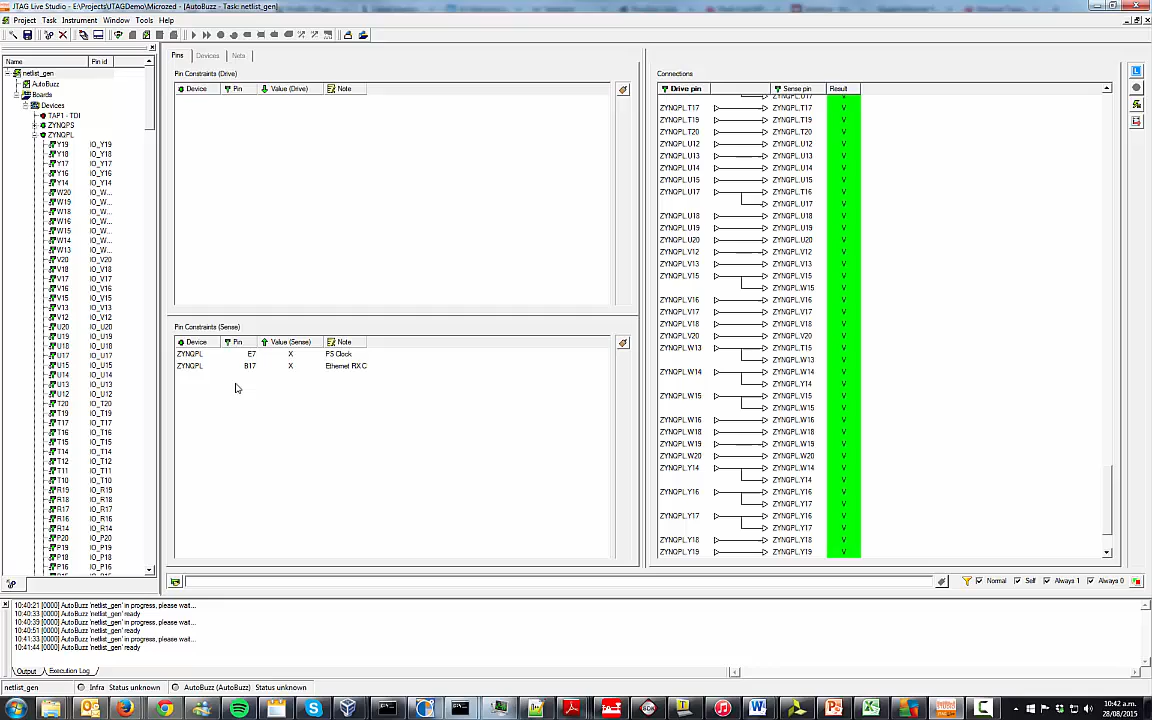 JTAG Live Studio - E:\Projects\UTAGDemo\Microzed - [AutoBuzz - Task: netlist_gen]
Project Task Instrument Window Tools Help
Name Pin id
netlist_gen
AutoBuzz
Boards
Devices
TAP1 - TDI
ZYNQPS
ZYNQPL
Y19 IO_Y19
Y18 IO_Y18
Y17 IO_Y17
Y16 IO_Y16
Y14 IO_Y14
W20 IO_W...
W19 IO_W...
W18 IO_W...
W16 IO_W...
W15 IO_W...
W14 IO_W...
W13 IO_W...
V20 IO_V20
V18 IO_V18
V17 IO_V17
V16 IO_V16
V15 IO_V15
V13 IO_V13
V12 IO_V12
U20 IO_U20
U19 IO_U19
U18 IO_U18
U17 IO_U17
U15 IO_U15
U14 IO_U14
U13 IO_U13
U12 IO_U12
T20 IO_T20
T19 IO_T19
T17 IO_T17
T16 IO_T16
T15 IO_T15
T14 IO_T14
T12 IO_T12
T11 IO_T11
T10 IO_T10
R19 IO_R19
R18 IO_R18
R17 IO_R17
R16 IO_R16
R14 IO_R14
P20 IO_P20
P19 IO_P19
P18 IO_P18
P16 IO_P16
Pins Devices Nets
Pin Constraints (Drive)
Device Pin Value (Drive) Note
Pin Constraints (Sense)
Device Pin Value (Sense) Note
ZYNQPL E7 X PS Clock
ZYNQPL B17 X Ethernet RXC
Connections
Drive pin Sense pin Result
ZYNQPL.U17 V
ZYNQPL.T17 ZYNQPL.T17 V
ZYNQPL.T19 ZYNQPL.T19 V
ZYNQPL.T20 ZYNQPL.T20 V
ZYNQPL.U12 ZYNQPL.U12 V
ZYNQPL.U13 ZYNQPL.U13 V
ZYNQPL.U14 ZYNQPL.U14 V
ZYNQPL.U15 ZYNQPL.U15 V
ZYNQPL.U17 ZYNQPL.T16 V
ZYNQPL.U17 V
ZYNQPL.U18 ZYNQPL.U18 V
ZYNQPL.U19 ZYNQPL.U19 V
ZYNQPL.U20 ZYNQPL.U20 V
ZYNQPL.V12 ZYNQPL.V12 V
ZYNQPL.V13 ZYNQPL.V13 V
ZYNQPL.V15 ZYNQPL.V15 V
ZYNQPL.W15 V
ZYNQPL.V16 ZYNQPL.V16 V
ZYNQPL.V17 ZYNQPL.V17 V
ZYNQPL.V18 ZYNQPL.V18 V
ZYNQPL.V20 ZYNQPL.V20 V
ZYNQPL.W13 ZYNQPL.T15 V
ZYNQPL.W13 V
ZYNQPL.W14 ZYNQPL.W14 V
ZYNQPL.Y14 V
ZYNQPL.W15 ZYNQPL.V15 V
ZYNQPL.W15 V
ZYNQPL.W16 ZYNQPL.W16 V
ZYNQPL.W18 ZYNQPL.W18 V
ZYNQPL.W19 ZYNQPL.W19 V
ZYNQPL.W20 ZYNQPL.W20 V
ZYNQPL.Y14 ZYNQPL.W14 V
ZYNQPL.Y14 V
ZYNQPL.Y16 ZYNQPL.Y16 V
ZYNQPL.Y17 V
ZYNQPL.Y17 ZYNQPL.Y16 V
ZYNQPL.Y17 V
ZYNQPL.Y18 ZYNQPL.Y18 V
ZYNQPL.Y19 ZYNQPL.Y19 V
Normal Self Always 1 Always 0
10:40:21 [0000] AutoBuzz 'netlist_gen' in progress, please wait...
10:40:33 [0000] AutoBuzz 'netlist_gen' ready
10:40:39 [0000] AutoBuzz 'netlist_gen' in progress, please wait...
10:40:51 [0000] AutoBuzz 'netlist_gen' ready
10:41:33 [0000] AutoBuzz 'netlist_gen' in progress, please wait...
10:41:44 [0000] AutoBuzz 'netlist_gen' ready
Output Execution Log
netlist_gen Infra Status unknown AutoBuzz (AutoBuzz) Status unknown
10:42 a.m.
28/08/2015